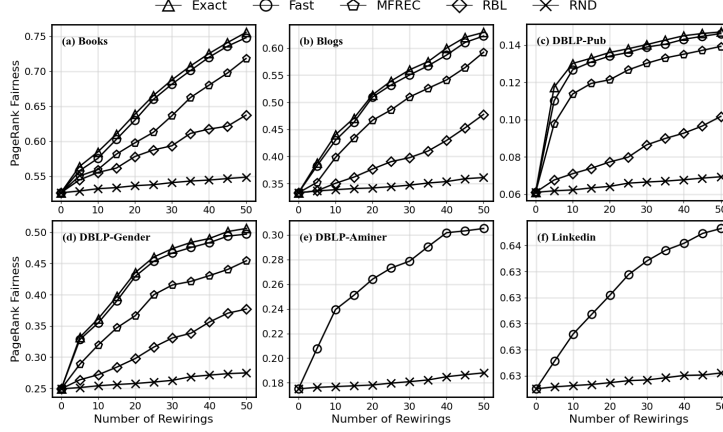 Exact Fast MFREC RBL RND
PageRank Fairness
(a) Books
0.75
0.70
0.65
0.60
0.55
0 10 20 30 40 50
(b) Blogs
0.60
0.55
0.50
0.45
0.40
0.35
0 10 20 30 40 50
(c) DBLP-Pub
0.14
0.12
0.10
0.08
0.06
0 10 20 30 40 50
PageRank Fairness
(d) DBLP-Gender
0.50
0.45
0.40
0.35
0.30
0.25
0 10 20 30 40 50
Number of Rewirings
(e) DBLP-Aminer
0.30
0.28
0.26
0.24
0.22
0.20
0.18
0 10 20 30 40 50
Number of Rewirings
(f) Linkedin
0.64
0.63
0.63
0.63
0.63
0 10 20 30 40 50
Number of Rewirings